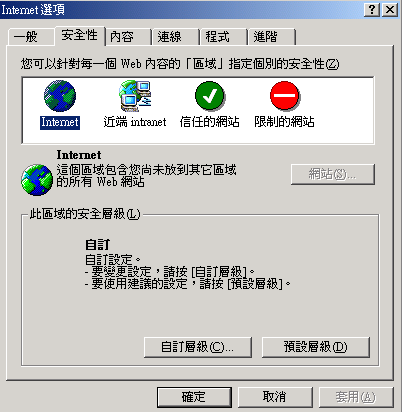 Internet 選項
一般 安全性 內容 連線 程式 進階
您可以針對每一個 Web 內容的「區域」指定個別的安全性(Z)
Internet 近端 intranet 信任的網站 限制的網站
Internet
這個區域包含您尚未放到其它區域
的所有 Web 網站
網站(S)...
此區域的安全層級(L)
自訂
自訂設定。
- 要變更設定，請按 [自訂層級]。
- 要使用建議的設定，請按 [預設層級]。
自訂層級(C)... 預設層級(D)
確定 取消 套用(A)